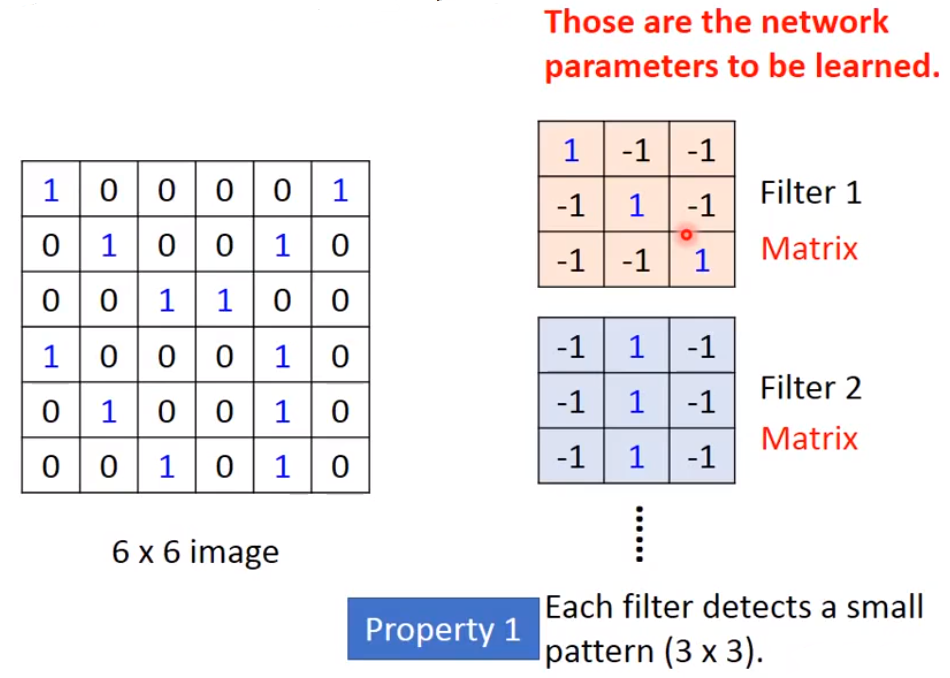 Those are the network
parameters to be learned.
1 0 0 0 0 1
0 1 0 0 1 0
0 0 1 1 0 0
1 0 0 0 1 0
0 1 0 0 1 0
0 0 1 0 1 0
6 x 6 image
1 -1 -1
-1 1 -1
-1 -1 1
Filter 1
Matrix
-1 1 -1
-1 1 -1
-1 1 -1
Filter 2
Matrix
Property 1
Each filter detects a small
pattern (3 x 3).